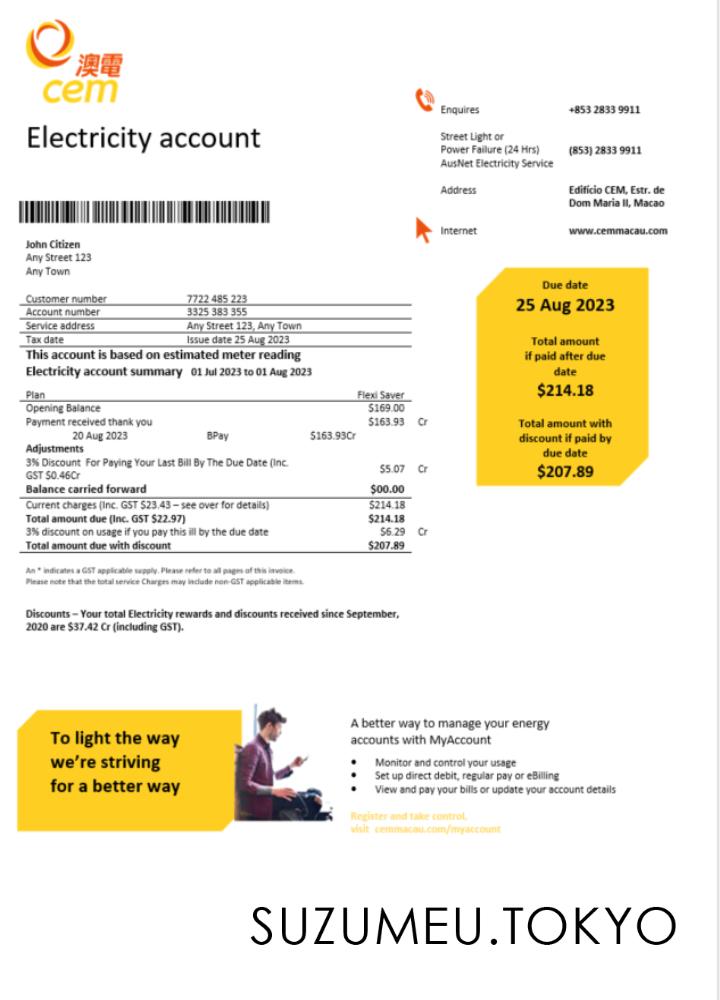 澳電
cem
Electricity account
Enquires +853 2833 9911
Street Light or
Power Failure (24 Hrs) (853) 2833 9911
AusNet Electricity Service
Address Edifício CEM, Estr. de
Dom Maria II, Macao
Internet www.cemmacau.com
John Citizen
Any Street 123
Any Town
Customer number 7722 485 223
Account number 3325 383 355
Service address Any Street 123, Any Town
Tax date Issue date 25 Aug 2023
This account is based on estimated meter reading
Electricity account summary 01 Jul 2023 to 01 Aug 2023
Plan Flexi Saver
Opening Balance $169.00
Payment received thank you $163.93 Cr
20 Aug 2023 BPay $163.93Cr
Adjustments
3% Discount For Paying Your Last Bill By The Due Date (Inc.
GST $0.46Cr $5.07 Cr
Balance carried forward $00.00
Current charges (Inc. GST $23.43 – see over for details) $214.18
Total amount due (Inc. GST $22.97) $214.18
3% discount on usage if you pay this ill by the due date $6.29 Cr
Total amount due with discount $207.89
Due date
25 Aug 2023
Total amount
if paid after due
date
$214.18
Total amount with
discount if paid by
due date
$207.89
An * indicates a GST applicable supply. Please refer to all pages of this invoice.
Please note that the total service Charges may include non-GST applicable items.
Discounts – Your total Electricity rewards and discounts received since September,
2020 are $37.42 Cr (including GST).
To light the way
we're striving
for a better way
A better way to manage your energy
accounts with MyAccount
• Monitor and control your usage
• Set up direct debit, regular pay or eBilling
• View and pay your bills or update your account details
Register and take control,
visit cemmacau.com/myaccount
SUZUMEU.TOKYO